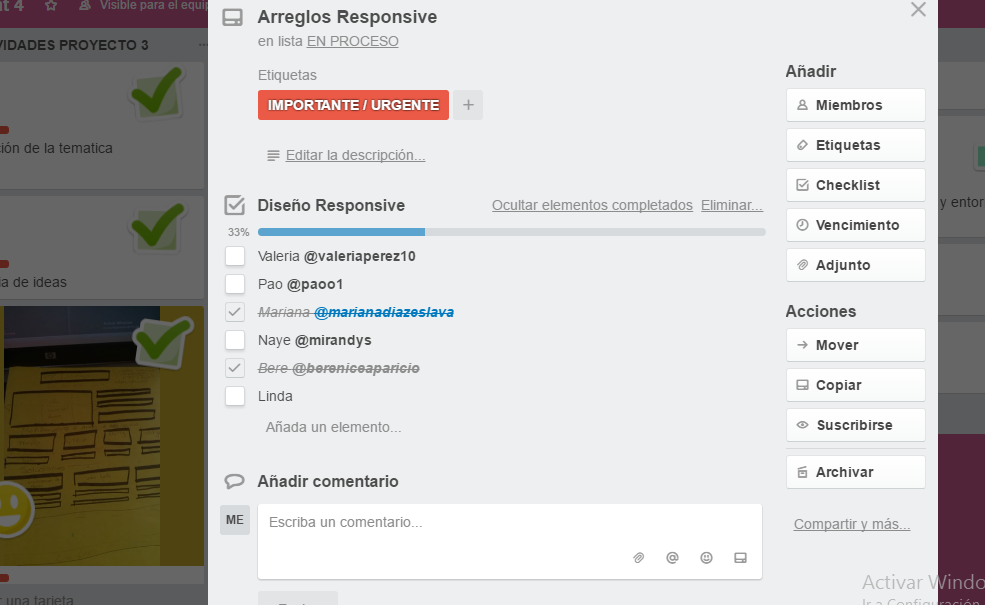 t 4 Visible para el equip
VIDADES PROYECTO 3 ...
ión de la tematica
ia de ideas
r una tarjeta
Arreglos Responsive
en lista EN PROCESO
Etiquetas
IMPORTANTE / URGENTE +
Editar la descripción...
Diseño Responsive Ocultar elementos completados Eliminar...
33%
Valeria @valeriaperez10
Pao @paoo1
Mariana @marianadiazeslava
Naye @mirandys
Bere @bereniceaparicio
Linda
Añada un elemento...
Añadir comentario
ME Escriba un comentario...
Añadir
Miembros
Etiquetas
Checklist
Vencimiento
Adjunto
Acciones
Mover
Copiar
Suscribirse
Archivar
Compartir y más...
y entor
Activar Windo
Ir a Configuración